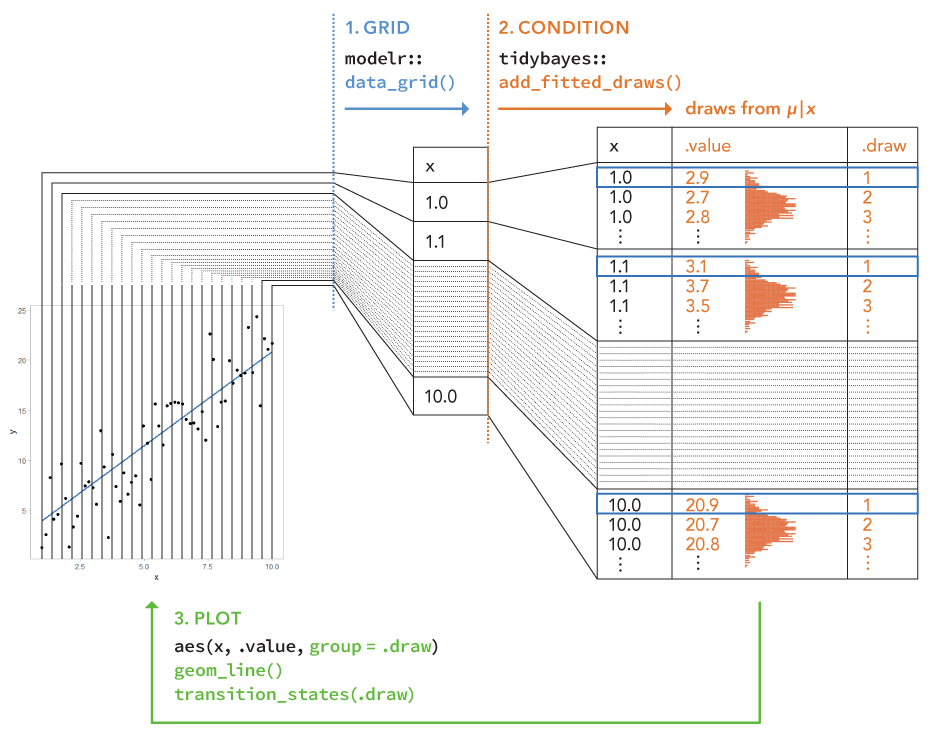 1. GRID
modelr::
data_grid()
2. CONDITION
tidybayes::
add_fitted_draws()
draws from μ|x
x
1.0
1.1
10.0
x .value .draw
1.0 2.9 1
1.0 2.7 2
1.0 2.8 3
⋮ ⋮ ⋮
1.1 3.1 1
1.1 3.7 2
1.1 3.5 3
⋮ ⋮ ⋮
10.0 20.9 1
10.0 20.7 2
10.0 20.8 3
⋮ ⋮ ⋮
25
20
15
10
5
y
2.5 5.0 7.5 10.0
x
3. PLOT
aes(x, .value, group = .draw)
geom_line()
transition_states(.draw)